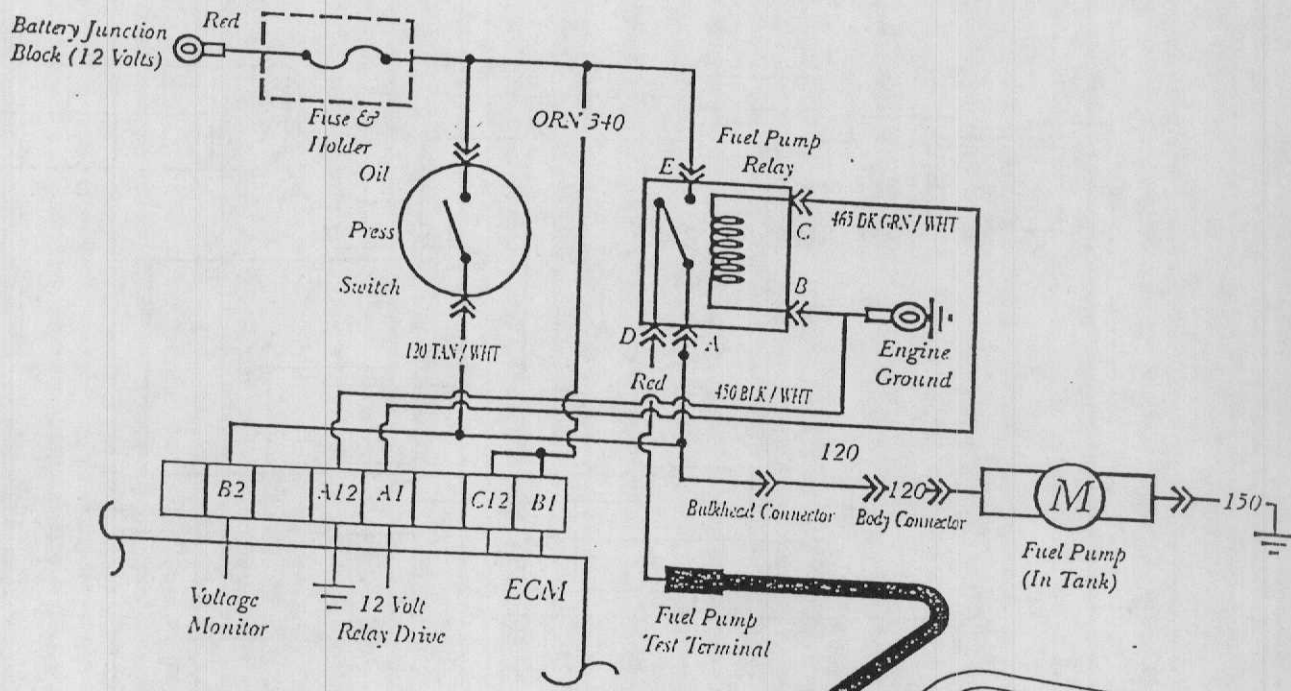 Battery Junction
Block (12 Volts)
Red
Fuse &
Holder
ORN 340
Oil
Press
Switch
Fuel Pump
Relay
E
465 DK GRN / WHT
C
B
D
A
Engine
Ground
120 TAN / WHT
Red
450 BLK / WHT
120
B2
A12
A1
C12
B1
Bulkhead Connector
120
Body Connector
M
150
Fuel Pump
(In Tank)
Voltage
Monitor
12 Volt
Relay Drive
ECM
Fuel Pump
Test Terminal